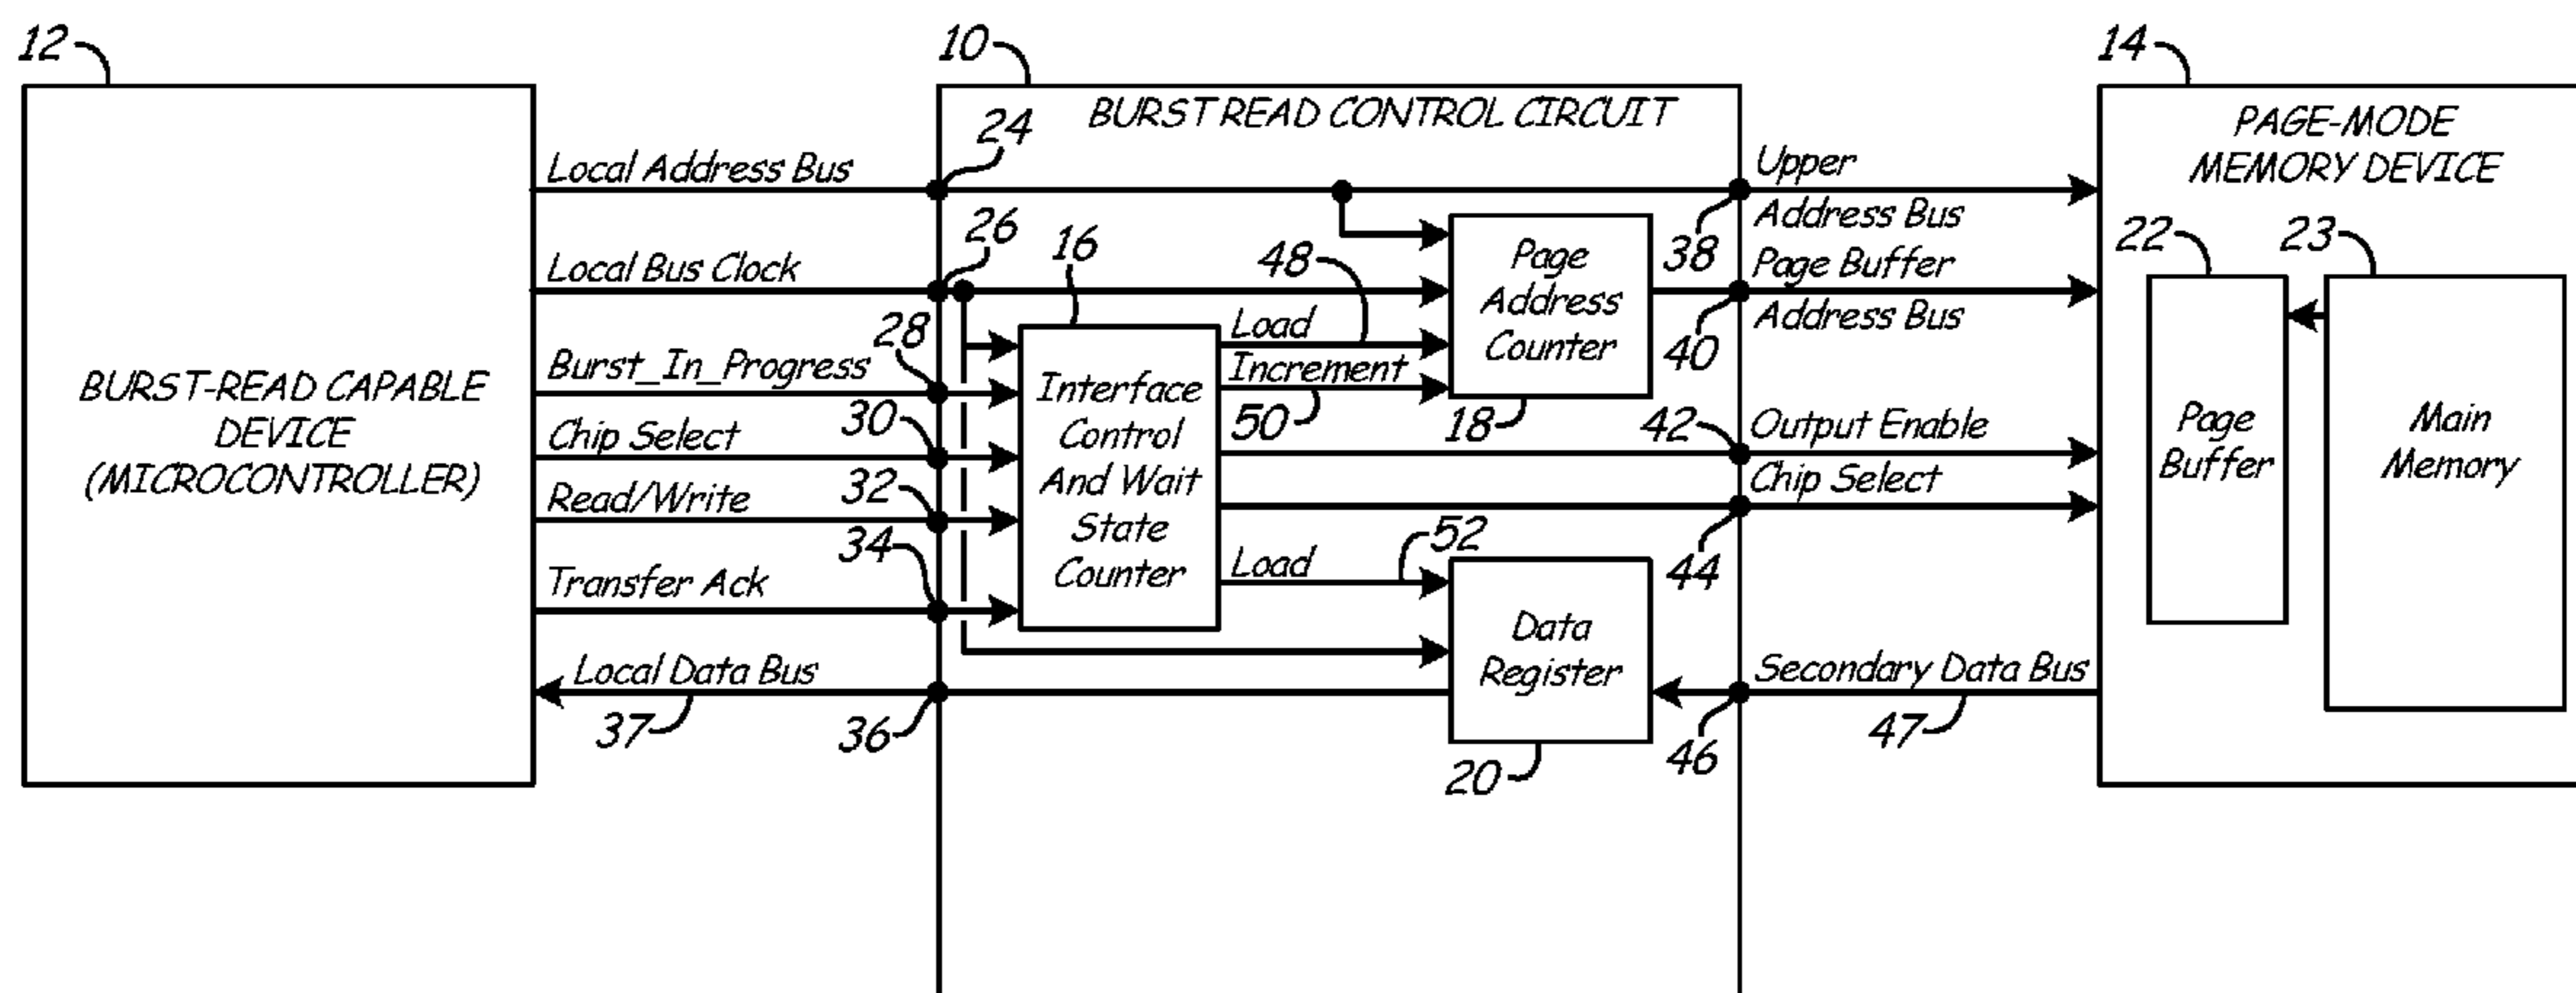 12
10
14
BURST READ CONTROL CIRCUIT
PAGE-MODE
MEMORY DEVICE
24
Local Address Bus
Upper
Address Bus
38
26
Local Bus Clock
16
48
Page
Address
Counter
18
Page Buffer
Address Bus
40
22
23
28
Burst_In_Progress
Load
Increment
50
BURST-READ CAPABLE
DEVICE
(MICROCONTROLLER)
Interface
Control
And Wait
State
Counter
30
Chip Select
42
Output Enable
Chip Select
44
Page
Buffer
Main
Memory
32
Read/Write
34
Transfer Ack
Load
52
Data
Register
20
Local Data Bus
37
36
Secondary Data Bus
46
47